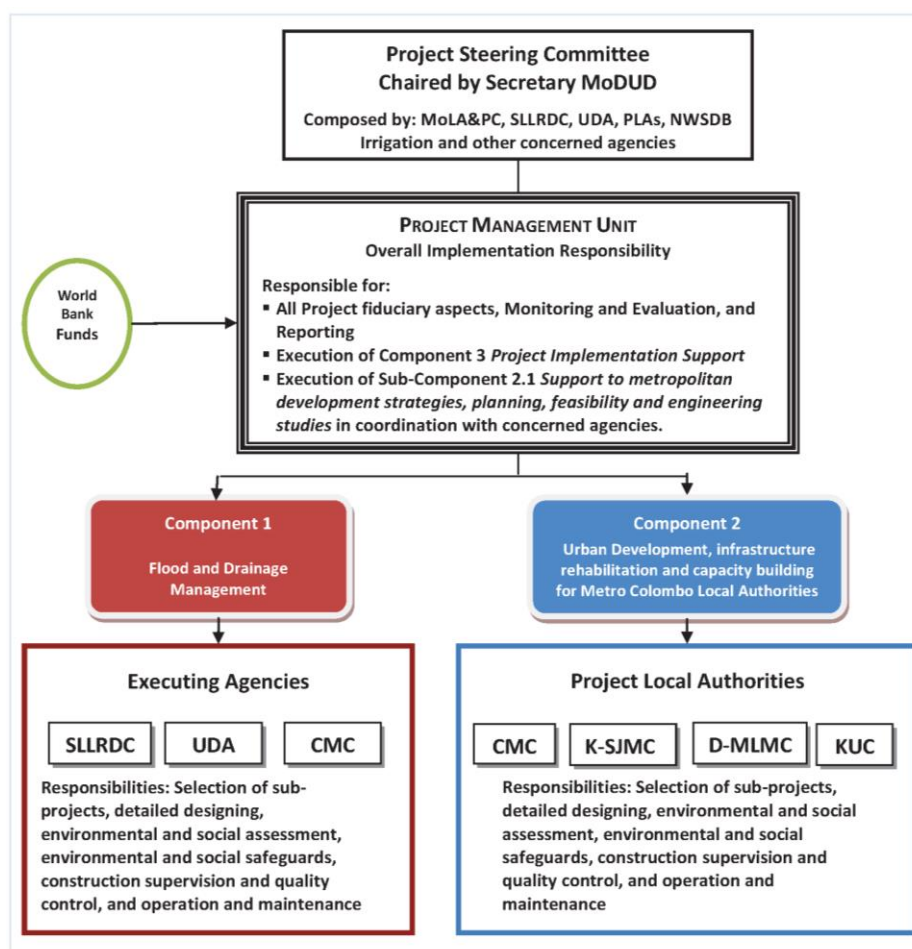 Project Steering Committee
Chaired by Secretary MoDUD
Composed by: MoLA&PC, SLLRDC, UDA, PLAs, NWSDB
Irrigation and other concerned agencies
PROJECT MANAGEMENT UNIT
Overall Implementation Responsibility
Responsible for:
▪ All Project fiduciary aspects, Monitoring and Evaluation, and
Reporting
▪ Execution of Component 3 Project Implementation Support
▪ Execution of Sub-Component 2.1 Support to metropolitan
development strategies, planning, feasibility and engineering
studies in coordination with concerned agencies.
World
Bank
Funds
Component 1
Flood and Drainage
Management
Component 2
Urban Development, infrastructure
rehabilitation and capacity building
for Metro Colombo Local Authorities
Executing Agencies
SLLRDC
UDA
CMC
Responsibilities: Selection of sub-
projects, detailed designing,
environmental and social assessment,
environmental and social safeguards,
construction supervision and quality
control, and operation and maintenance
Project Local Authorities
CMC
K-SJMC
D-MLMC
KUC
Responsibilities: Selection of sub-projects,
detailed designing, environmental and social
assessment, environmental and social
safeguards, construction supervision and
quality control, and operation and
maintenance